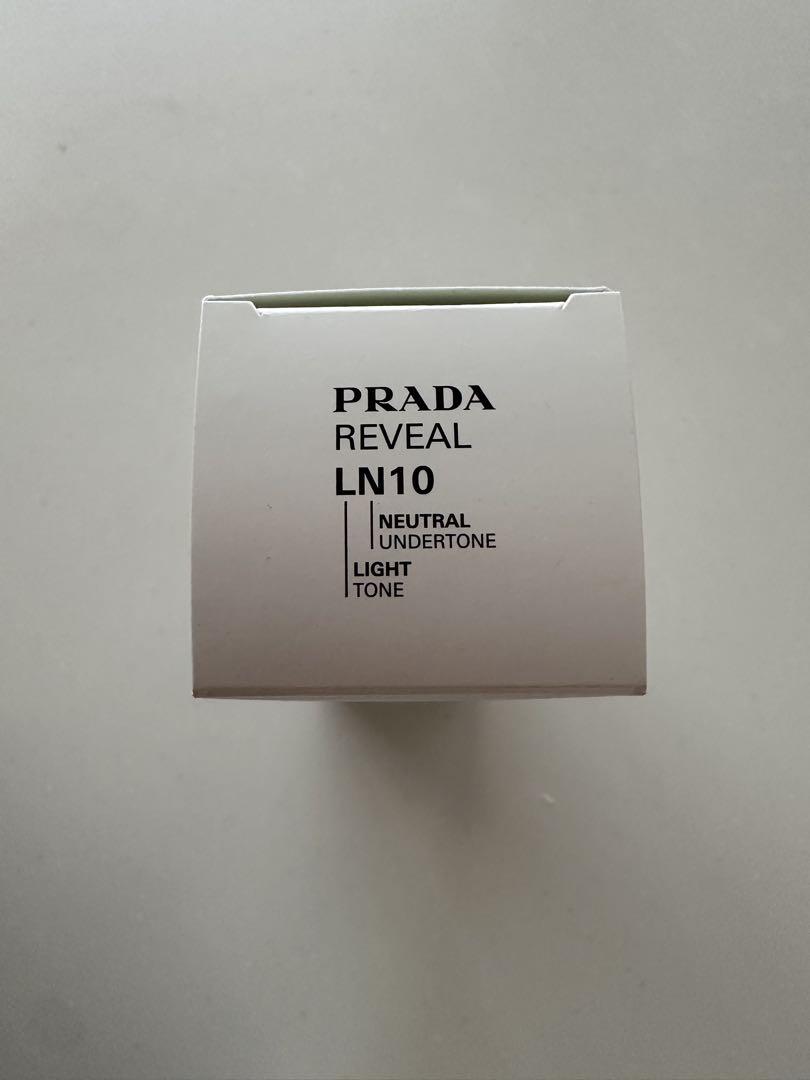 PRADA
REVEAL
LN10
NEUTRAL
UNDERTONE
LIGHT
TONE